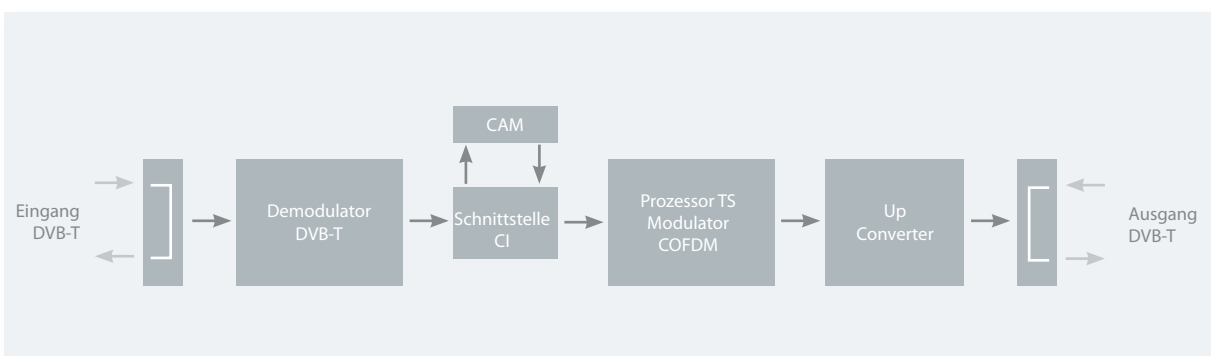 Eingang
DVB-T
Demodulator
DVB-T
CAM
Schnittstelle
CI
Prozessor TS
Modulator
COFDM
Up
Converter
Ausgang
DVB-T